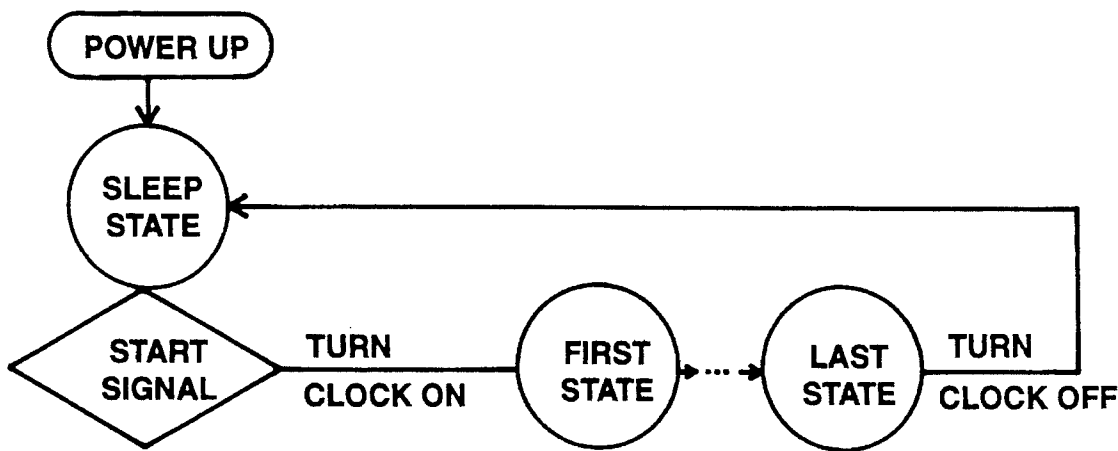 POWER UP
SLEEP
STATE
START
SIGNAL
TURN
CLOCK ON
FIRST
STATE
...
LAST
STATE
TURN
CLOCK OFF